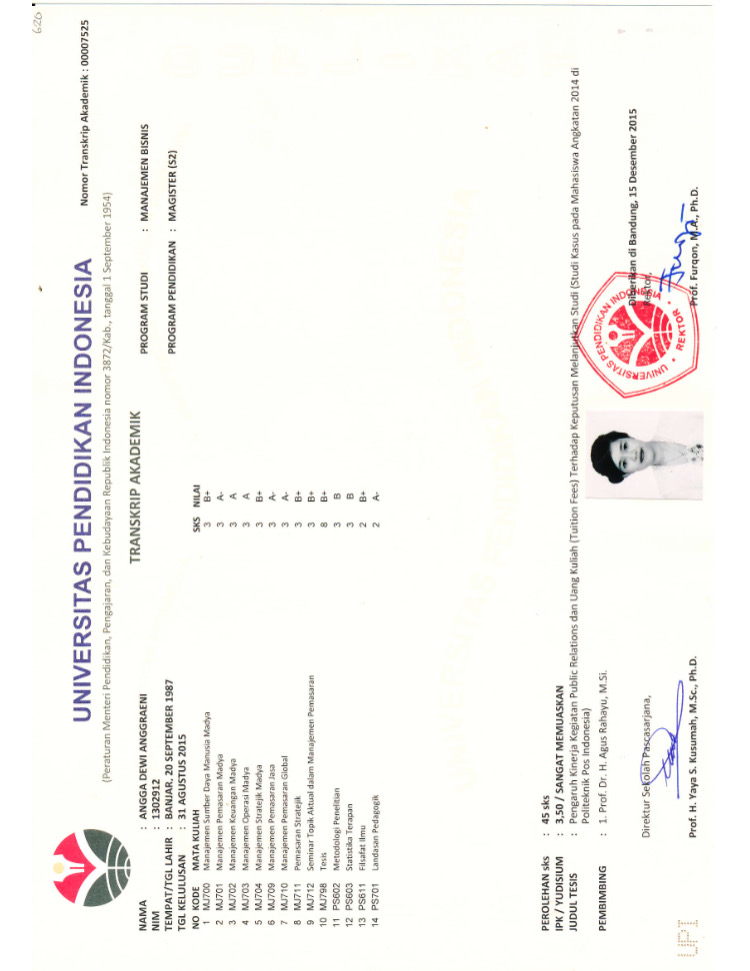 620
Nomor Transkrip Akademik : 00007525
UNIVERSITAS PENDIDIKAN INDONESIA
(Peraturan Menteri Pendidikan, Pengajaran, dan Kebudayaan Republik Indonesia nomor 3872/Kab., tanggal 1 September 1954)
TRANSKRIP AKADEMIK
NAMA : ANGGA DEWI ANGGRAENI
PROGRAM STUDI : MANAJEMEN BISNIS
NIM : 1302912
TEMPAT/TGL LAHIR : BANJAR, 20 SEPTEMBER 1987
PROGRAM PENDIDIKAN : MAGISTER (S2)
TGL KELULUSAN : 31 AGUSTUS 2015
NO KODE MATA KULIAH SKS NILAI
1 MJ700 Manajemen Sumber Daya Manusia Madya 3 B+
2 MJ701 Manajemen Pemasaran Madya 3 A-
3 MJ702 Manajemen Keuangan Madya 3 A
4 MJ703 Manajemen Operasi Madya 3 A
5 MJ704 Manajemen Stratejik Madya 3 B+
6 MJ709 Manajemen Pemasaran Jasa 3 A-
7 MJ710 Manajemen Pemasaran Global 3 A-
8 MJ711 Pemasaran Stratejik 3 B+
9 MJ712 Seminar Topik Aktual dalam Manajemen Pemasaran 3 B+
10 MJ798 Tesis 8 B+
11 PS602 Metodologi Penelitian 3 B
12 PS603 Statistika Terapan 3 B
13 PS611 Filsafat Ilmu 2 B+
14 PS701 Landasan Pedagogik 2 A-
PEROLEHAN sks : 45 sks
IPK / YUDISIUM : 3,50 / SANGAT MEMUASKAN
JUDUL TESIS : Pengaruh Kinerja Kegiatan Public Relations dan Uang Kuliah (Tuition Fees) Terhadap Keputusan Melanjutkan Studi (Studi Kasus pada Mahasiswa Angkatan 2014 di
Politeknik Pos Indonesia)
PEMBIMBING : 1. Prof. Dr. H. Agus Rahayu, M.Si.
Diberikan di Bandung, 15 Desember 2015
Direktur Sekolah Pascasarjana,
Rektor,
UNIVERSITAS PENDIDIKAN INDONESIA
REKTOR
Prof. H. Yaya S. Kusumah, M.Sc., Ph.D.
Prof. Furqon, M.A., Ph.D.
UPI